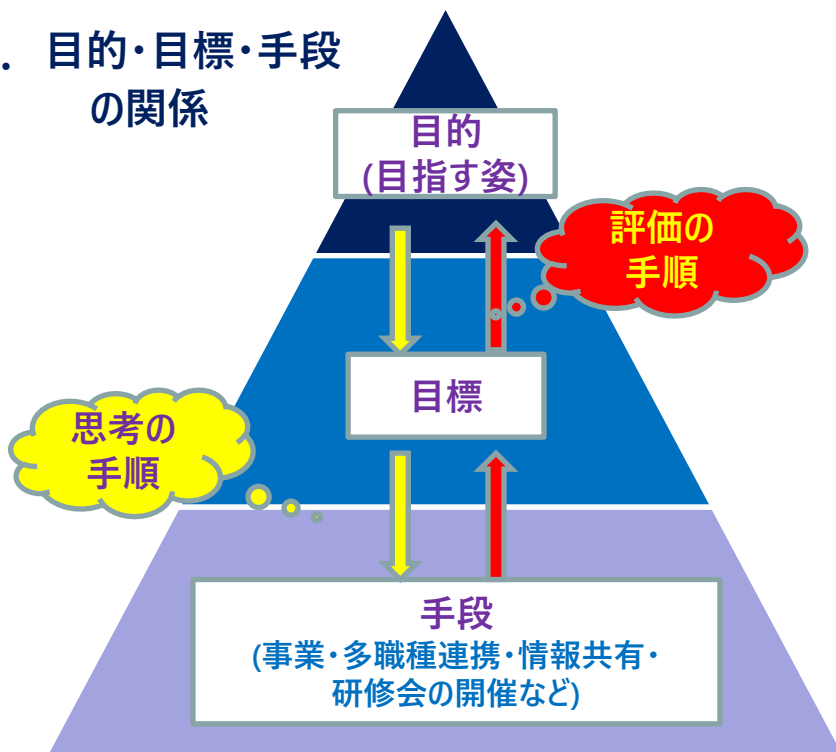 . 目的･目標･手段
の関係
目的
(目指す姿)
評価の
手順
目標
思考の
手順
手段
(事業･多職種連携･情報共有･
研修会の開催など)